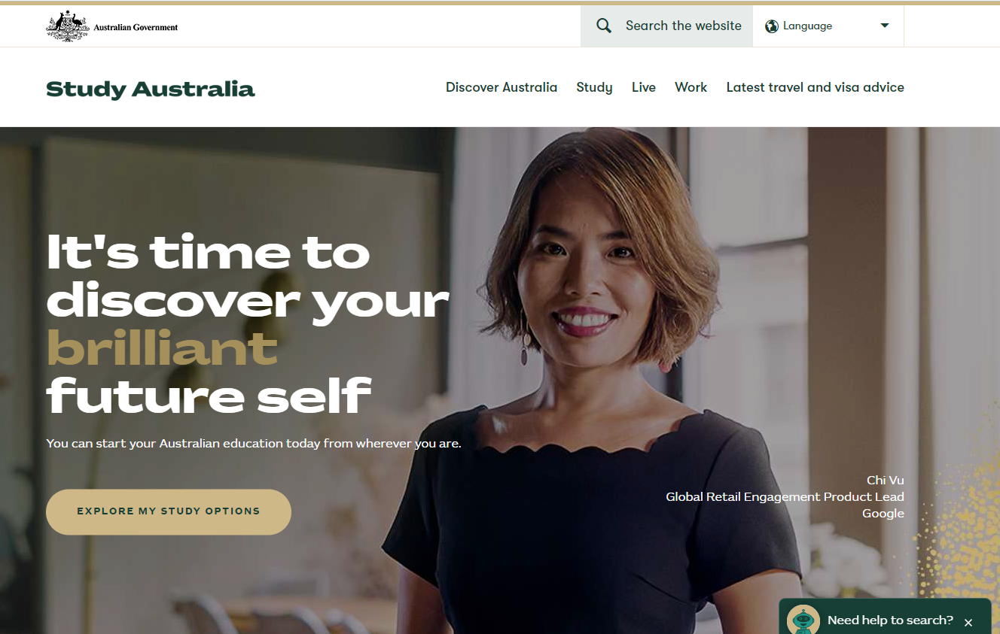 Australian Government
Search the website
Language
Study Australia
Discover Australia Study Live Work Latest travel and visa advice
It's time to
discover your
brilliant
future self
You can start your Australian education today from wherever you are.
EXPLORE MY STUDY OPTIONS
Chi Vu
Global Retail Engagement Product Lead
Google
Need help to search? ×